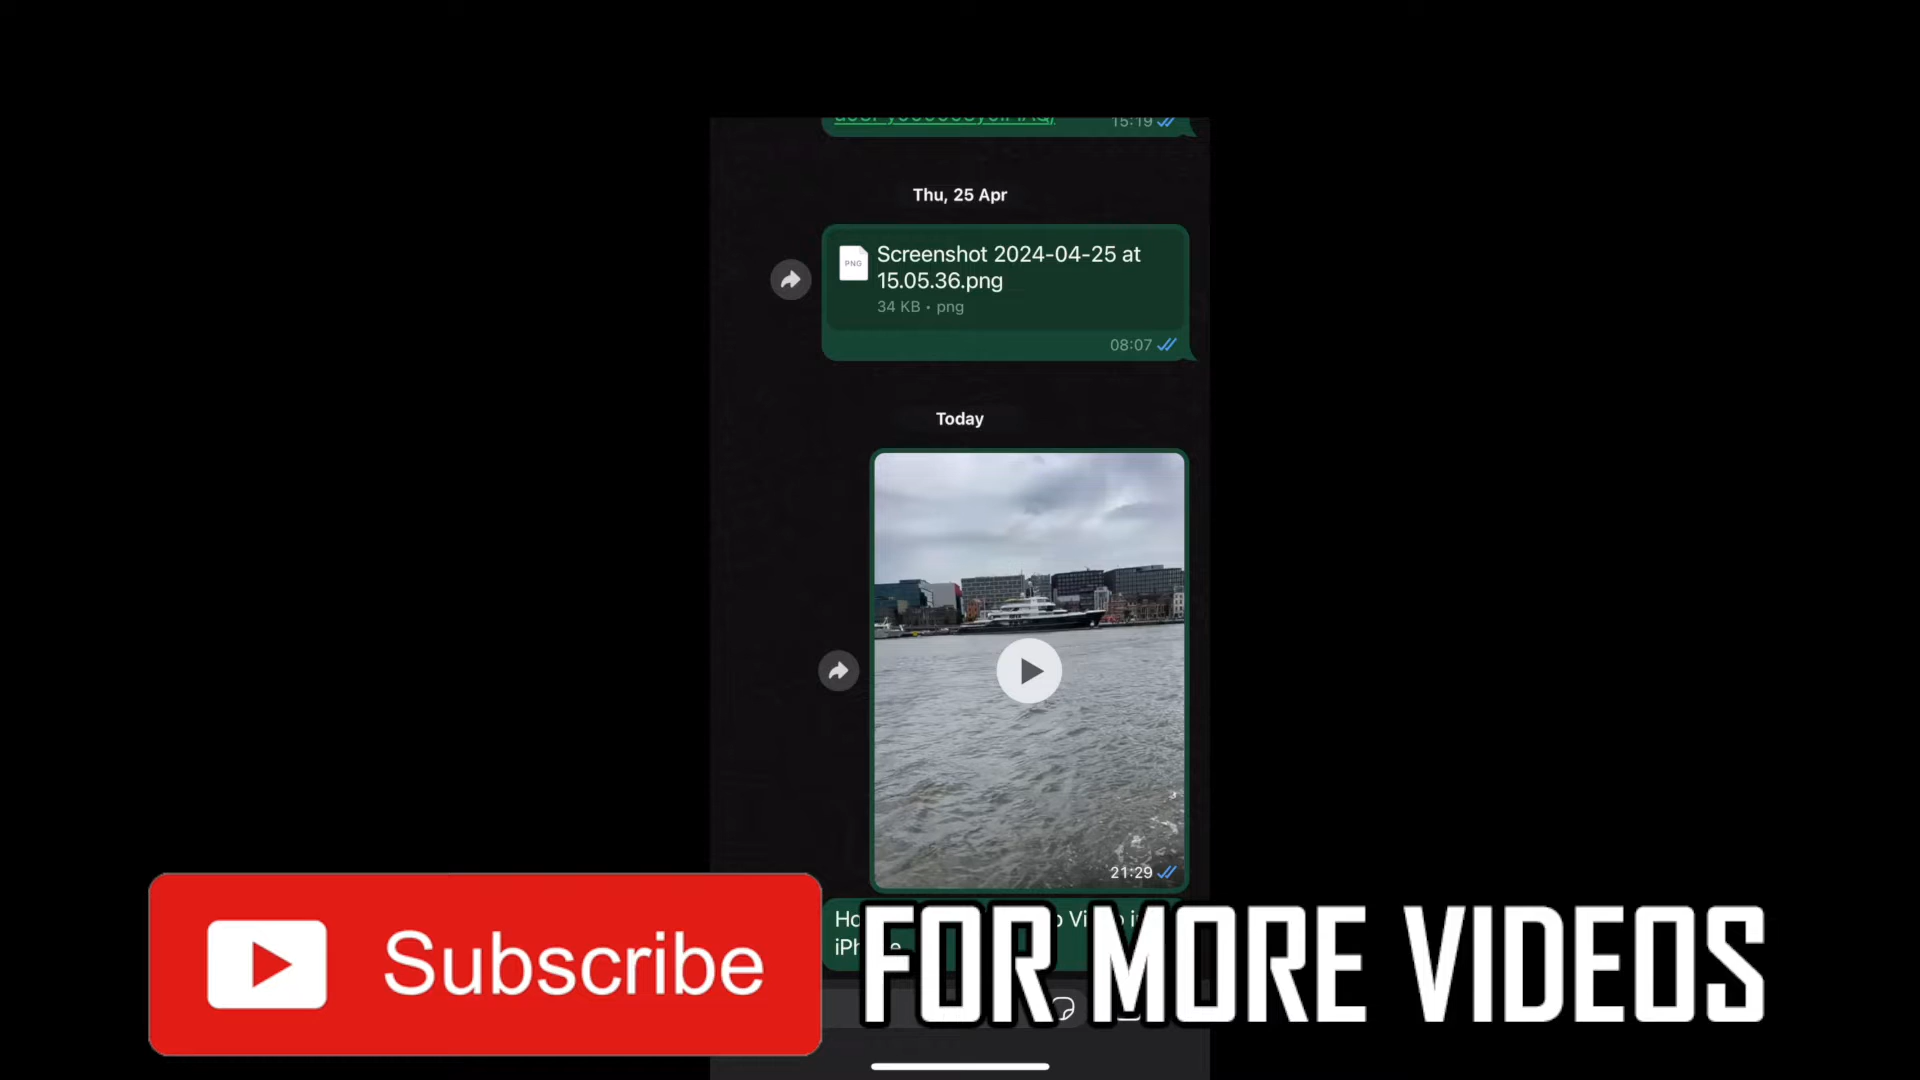 15:19
Thu, 25 Apr
PNG
Screenshot 2024-04-25 at
15.05.36.png
34 KB • png
08:07
Today
21:29
Subscribe
FOR MORE VIDEOS